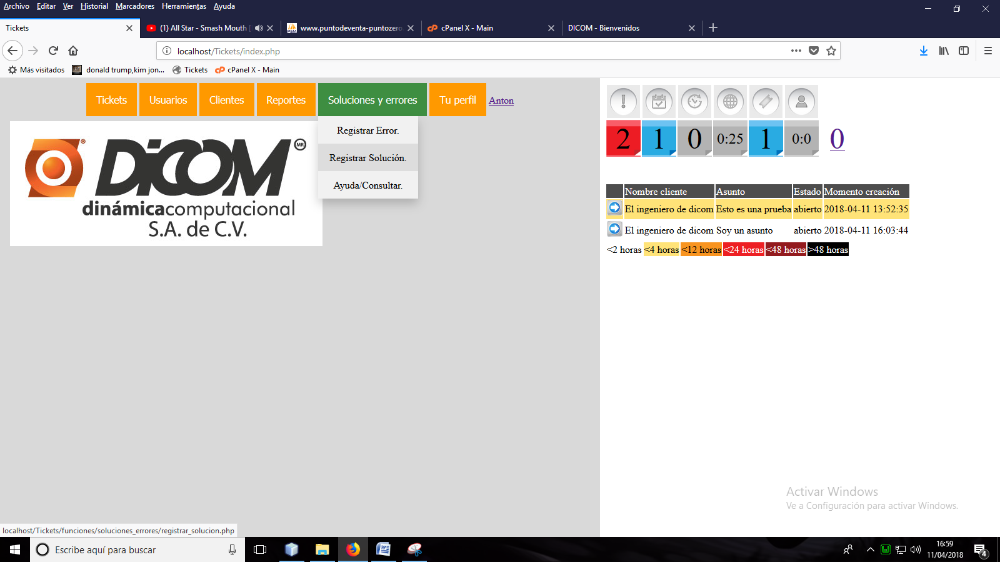 Archivo Editar Ver Historial Marcadores Herramientas Ayuda
Tickets
(1) All Star - Smash Mouth [
www.puntodeventa-puntozero
cPanel X - Main
DICOM - Bienvenidos
localhost/Tickets/index.php
Más visitados
donald trump,kim jon...
Tickets
cPanel X - Main
Tickets Usuarios Clientes Reportes Soluciones y errores Tu perfil Anton
Registrar Error.
Registrar Solución.
Ayuda/Consultar.
DiCOM MR
®
dinámicacomputacional
S.A. de C.V.
2 1 0 0:25 1 0:0 0
Nombre cliente Asunto Estado Momento creación
El ingeniero de dicom Esto es una prueba abierto 2018-04-11 13:52:35
El ingeniero de dicom Soy un asunto abierto 2018-04-11 16:03:44
<2 horas <4 horas <12 horas <24 horas <48 horas >48 horas
Activar Windows
Ve a Configuración para activar Windows.
localhost/Tickets/funciones/soluciones_errores/registrar_solucion.php
Escribe aquí para buscar
16:59
11/04/2018
4